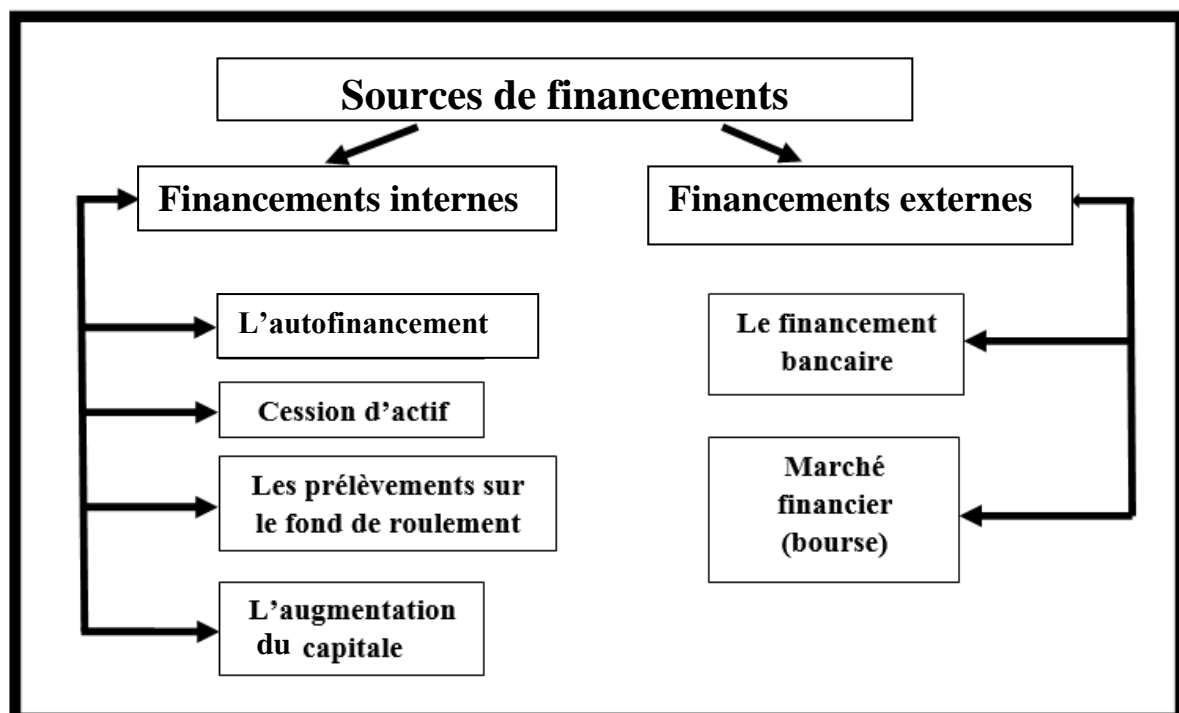 Sources de financements
Financements internes
Financements externes
L'autofinancement
Cession d'actif
Les prélèvements sur
le fond de roulement
L'augmentation
du capitale
Le financement
bancaire
Marché
financier
(bourse)